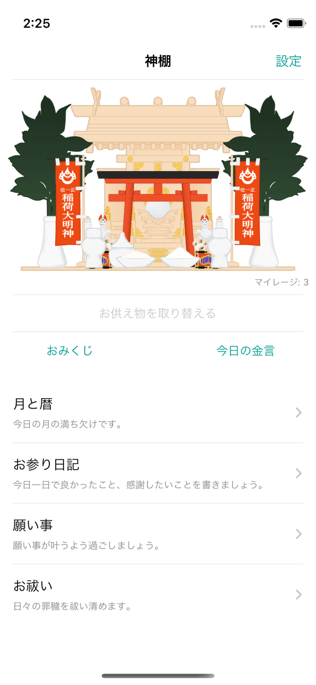 2:25
神棚
設定
正一位
稲荷大明神
正一位
稲荷大明神
マイレージ: 3
お供え物を取り替える
おみくじ
今日の金言
月と暦
今日の月の満ち欠けです。
お参り日記
今日一日で良かったこと、感謝したいことを書きましょう。
願い事
願い事が叶うよう過ごしましょう。
お祓い
日々の罪穢を祓い清めます。